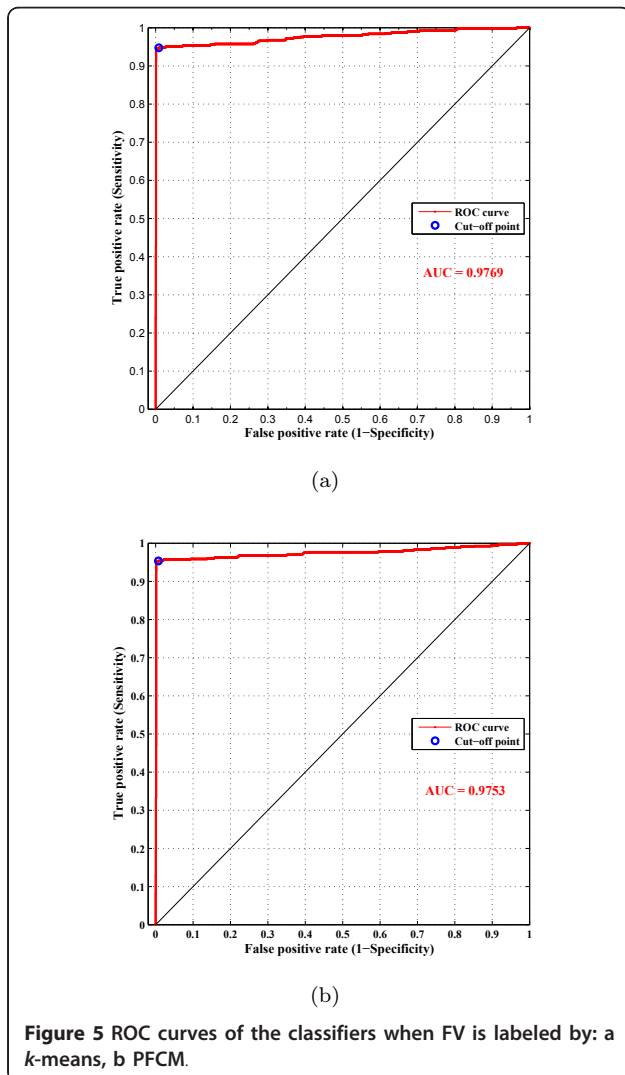 1
0.9
0.8
0.7
0.6
0.5
0.4
0.3
0.2
0.1
0
True positive rate (Sensitivity)
ROC curve
Cut-off point
AUC = 0.9769
0 0.1 0.2 0.3 0.4 0.5 0.6 0.7 0.8 0.9 1
False positive rate (1-Specificity)
(a)
1
0.9
0.8
0.7
0.6
0.5
0.4
0.3
0.2
0.1
0
True positive rate (Sensitivity)
ROC curve
Cut-off point
AUC = 0.9753
0 0.1 0.2 0.3 0.4 0.5 0.6 0.7 0.8 0.9 1
False positive rate (1-Specificity)
(b)
Figure 5 ROC curves of the classifiers when FV is labeled by: a
k-means, b PFCM.